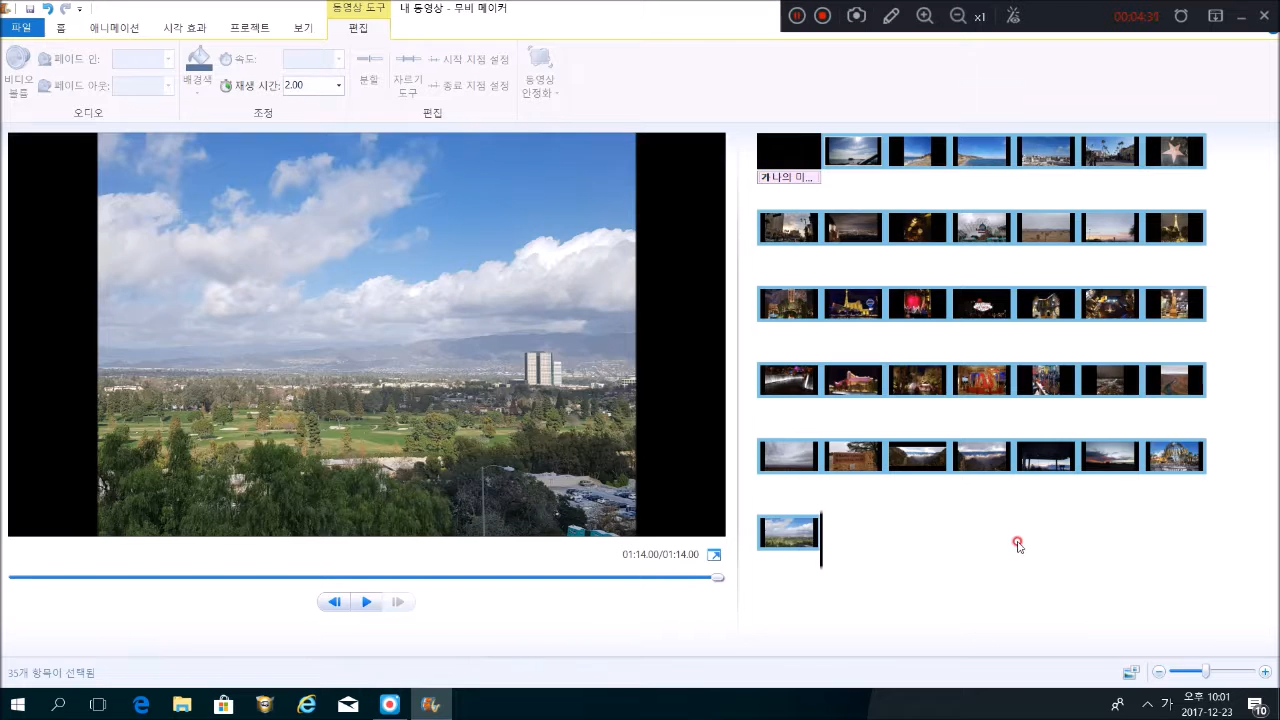 동영상 도구
내 동영상 - 무비 메이커
x1
00:04:31
파일
홈
애니메이션
시각 효과
프로젝트
보기
편집
비디오 볼륨
페이드 인:
페이드 아웃:
오디오
배경색
속도:
재생 시간: 2.00
조정
분할
자르기 도구
시작 지점 설정
종료 지점 설정
편집
동영상 안정화
가 나의 미...
01:14.00/01:14.00
35개 항목이 선택됨
가
오후 10:01
2017-12-23
10